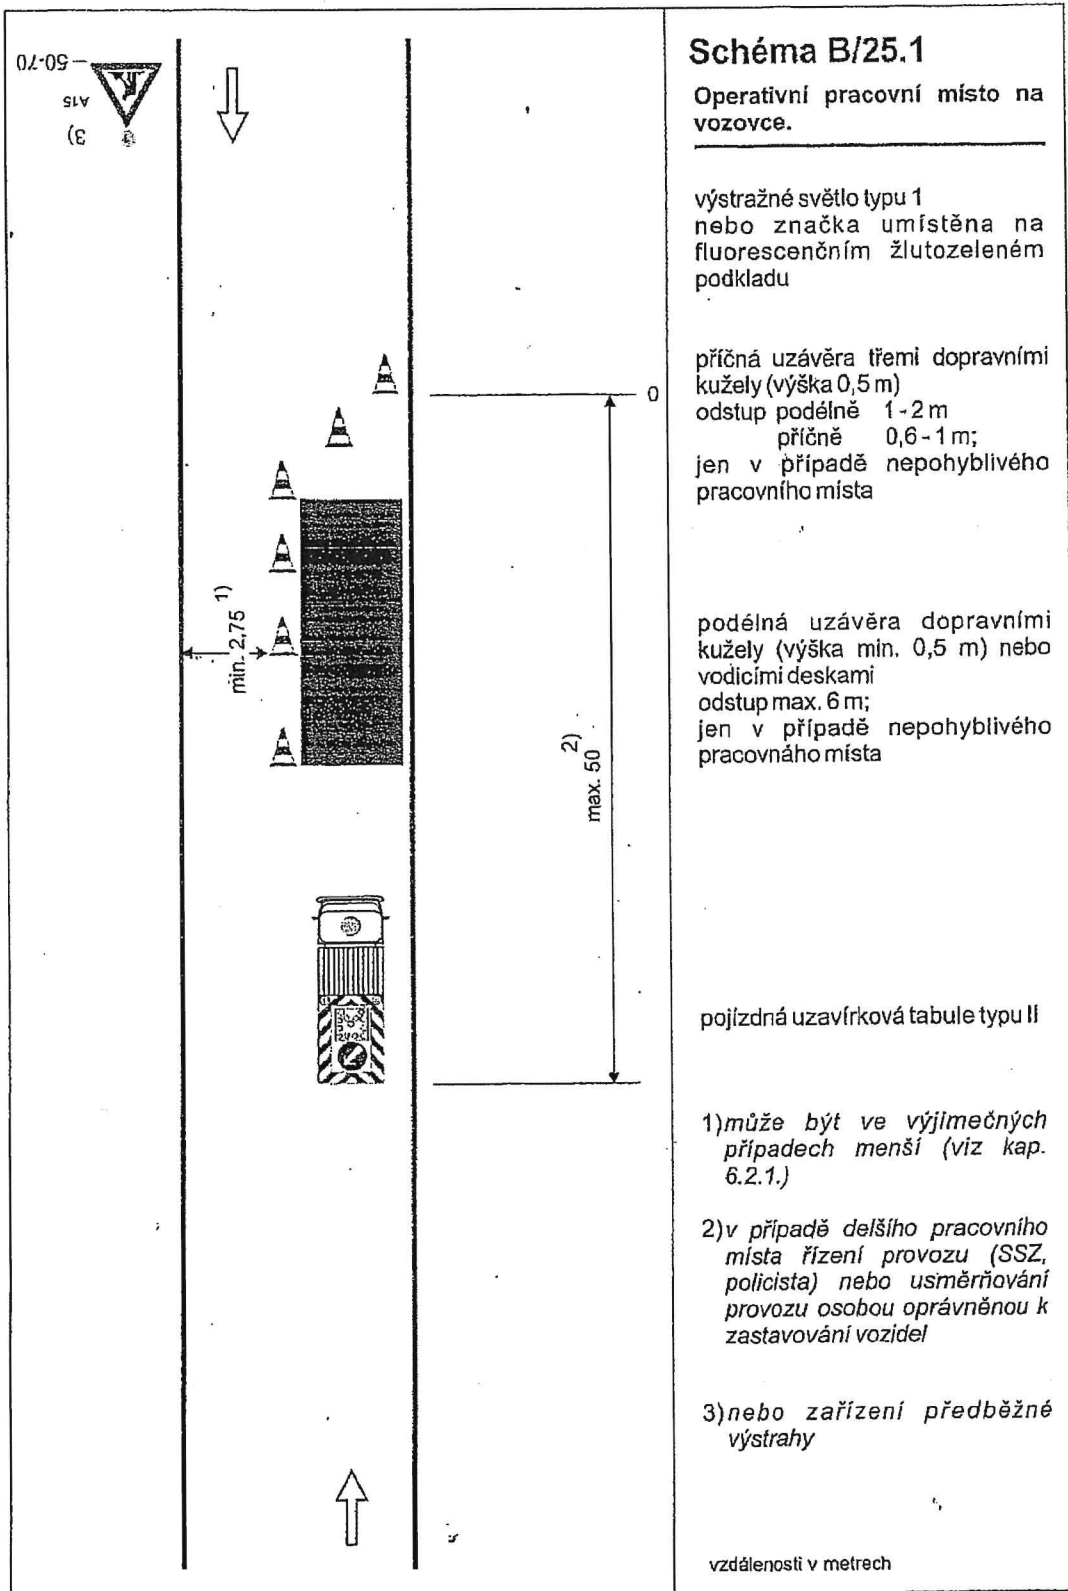 50-70
A15
3)
0
min. 2,75 1)
max. 50 2)
Schéma B/25.1
Operativní pracovní místo na
vozovce.
výstražné světlo typu 1
nebo značka umístěna na
fluorescenčním žlutozeleném
podkladu
příčná uzávěra třemi dopravními
kužely (výška 0,5 m)
odstup podélně 1-2 m
příčně 0,6-1 m;
jen v případě nepohyblivého
pracovního místa
podélná uzávěra dopravními
kužely (výška min. 0,5 m) nebo
vodicími deskami
odstup max. 6 m;
jen v případě nepohyblivého
pracovnáho místa
pojízdná uzavírková tabule typu II
1) může být ve výjimečných
případech menší (viz kap.
6.2.1.)
2) v případě delšího pracovního
místa řízení provozu (SSZ,
policista) nebo usměrňování
provozu osobou oprávněnou k
zastavování vozidel
3) nebo zařízení předběžné
výstrahy
vzdálenosti v metrech